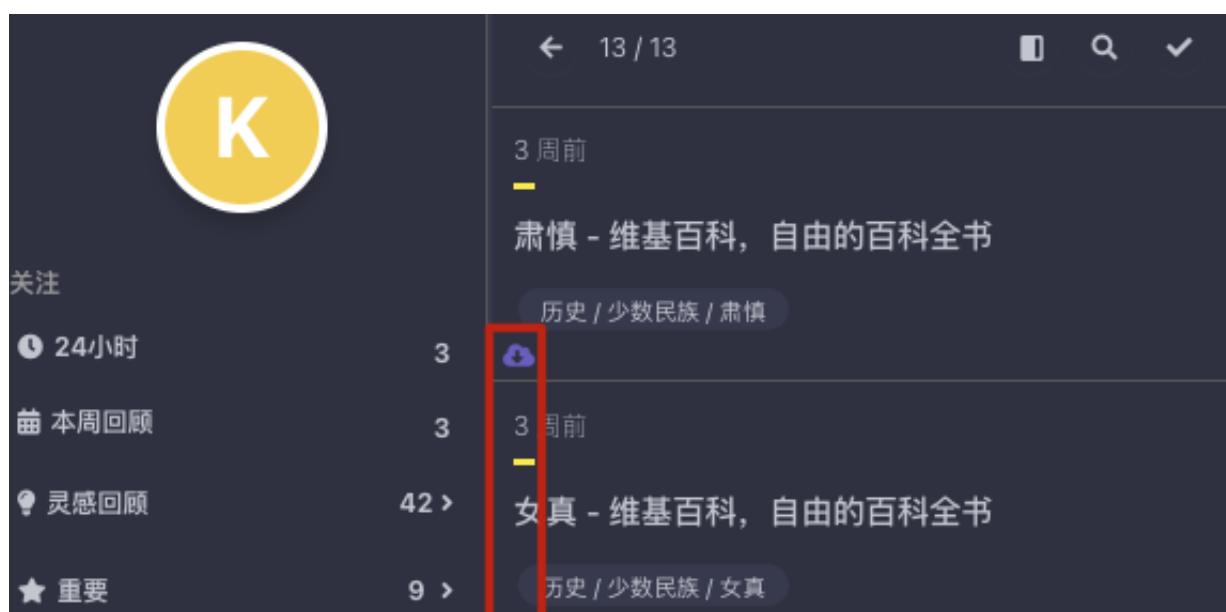 K
关注
24小时 3
本周回顾 3
灵感回顾 42
重要 9
13 / 13
3 周前
肃慎 - 维基百科，自由的百科全书
历史 / 少数民族 / 肃慎
3 周前
女真 - 维基百科，自由的百科全书
历史 / 少数民族 / 女真